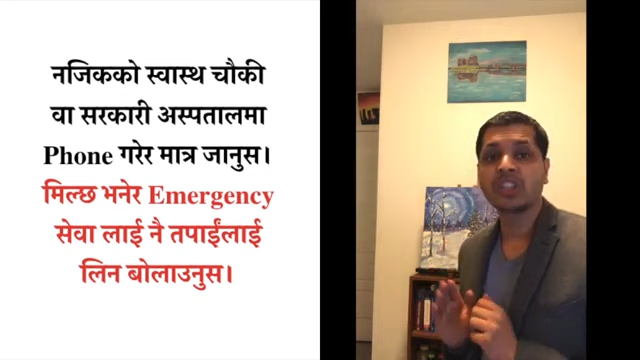 नजिकको स्वास्थ चौकी
वा सरकारी अस्पतालमा
Phone गरेर मात्र जानुस।
मिल्छ भनेर Emergency
सेवा लाई नै तपाईंलाई
लिन बोलाउनुस।